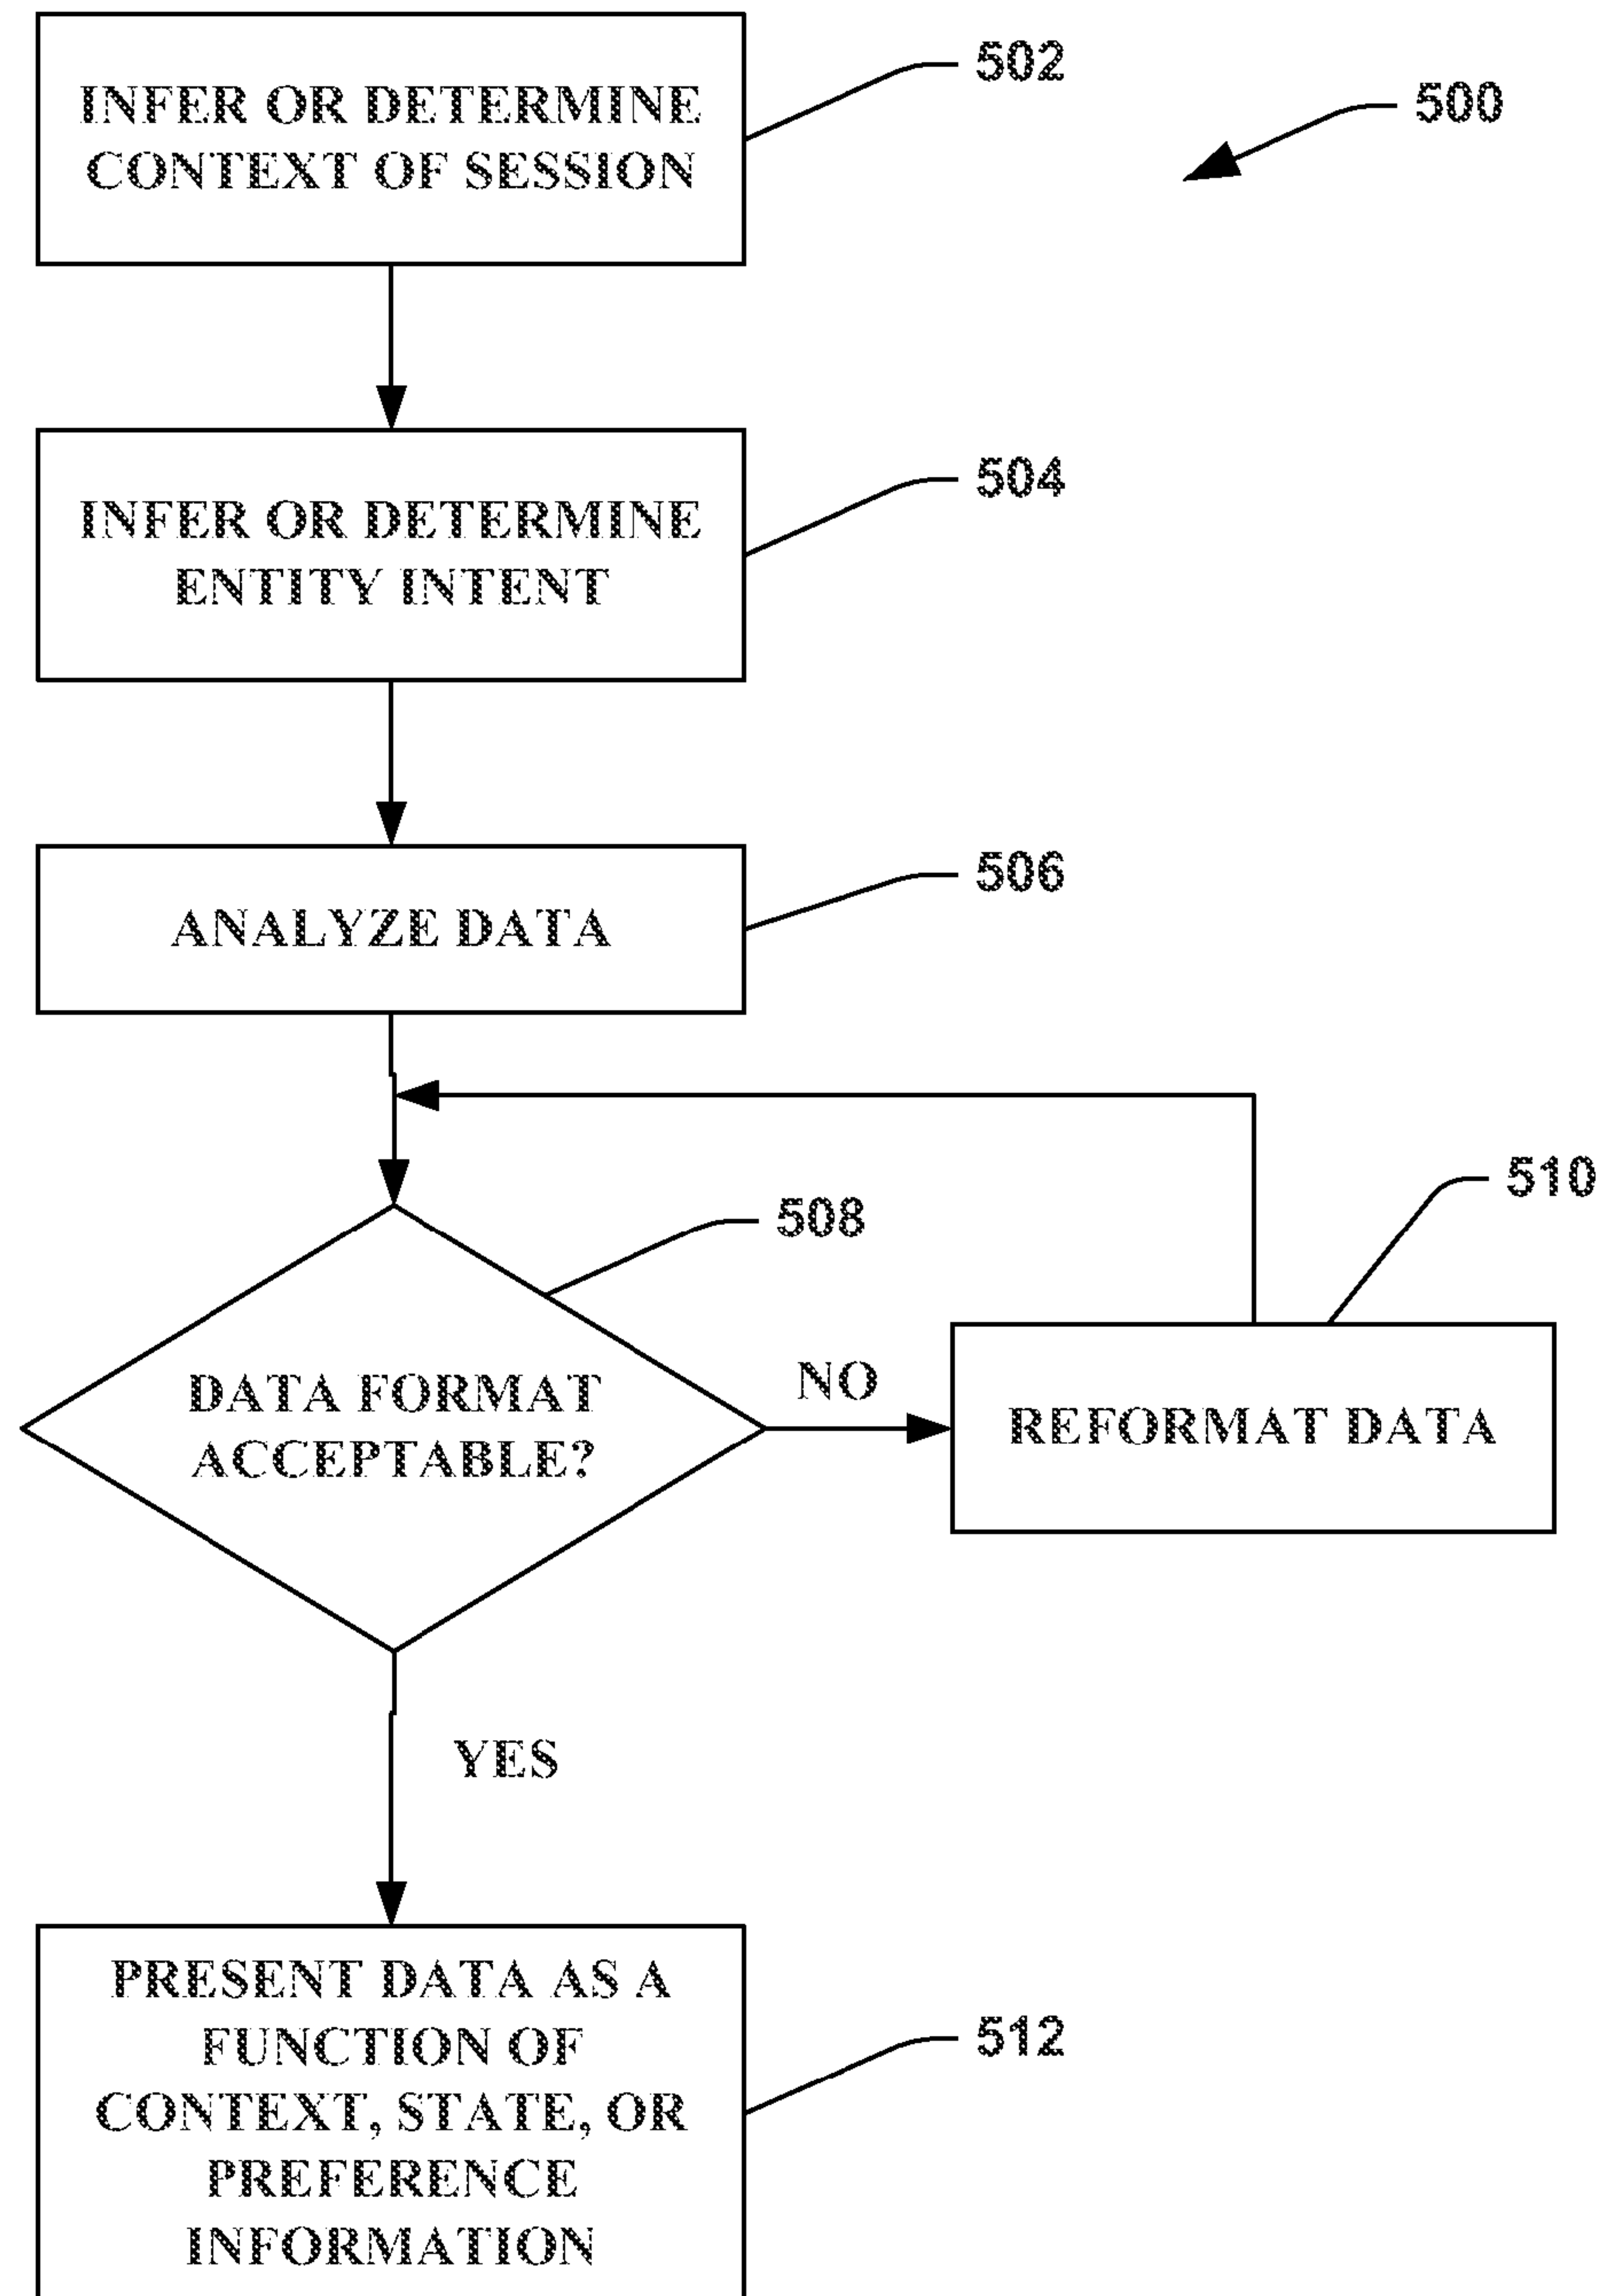 INFER OR DETERMINE
CONTEXT OF SESSION
502
500
INFER OR DETERMINE
ENTITY INTENT
504
ANALYZE DATA
506
508
510
DATA FORMAT
ACCEPTABLE?
NO
REFORMAT DATA
YES
PRESENT DATA AS A
FUNCTION OF
CONTEXT, STATE, OR
PREFERENCE
INFORMATION
512